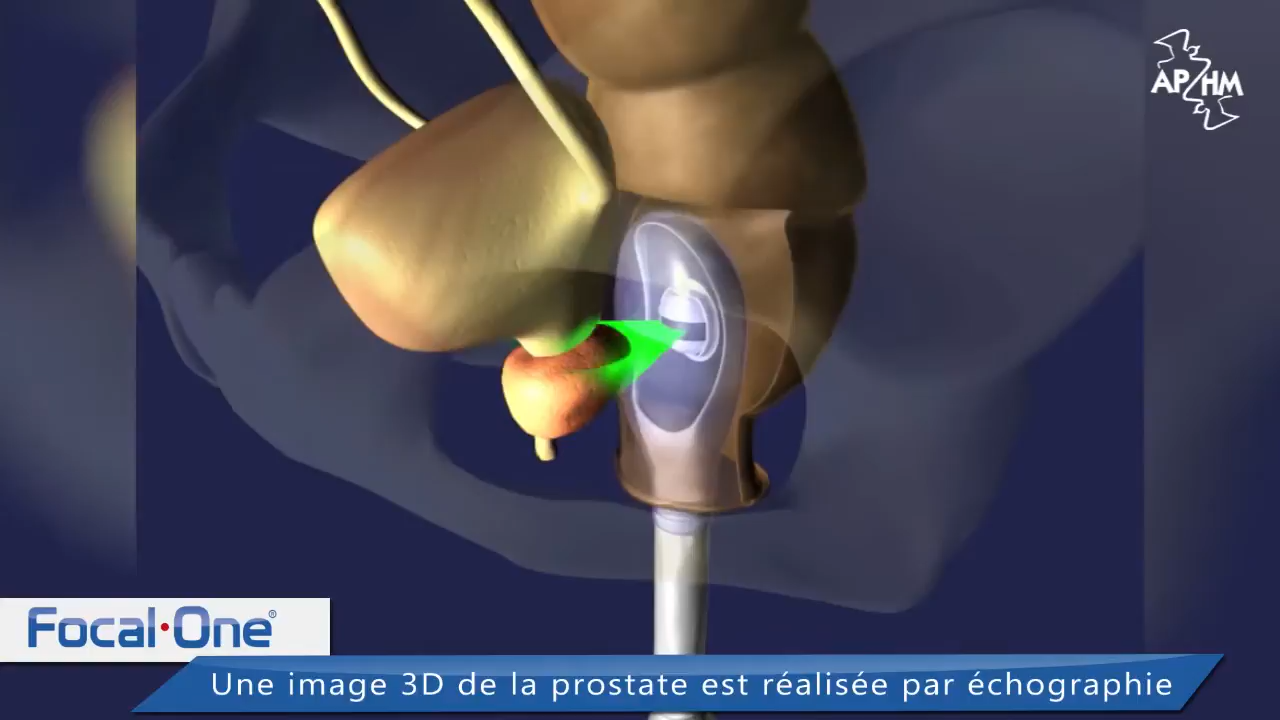 AP/HM
Focal·One®
Une image 3D de la prostate est réalisée par échographie